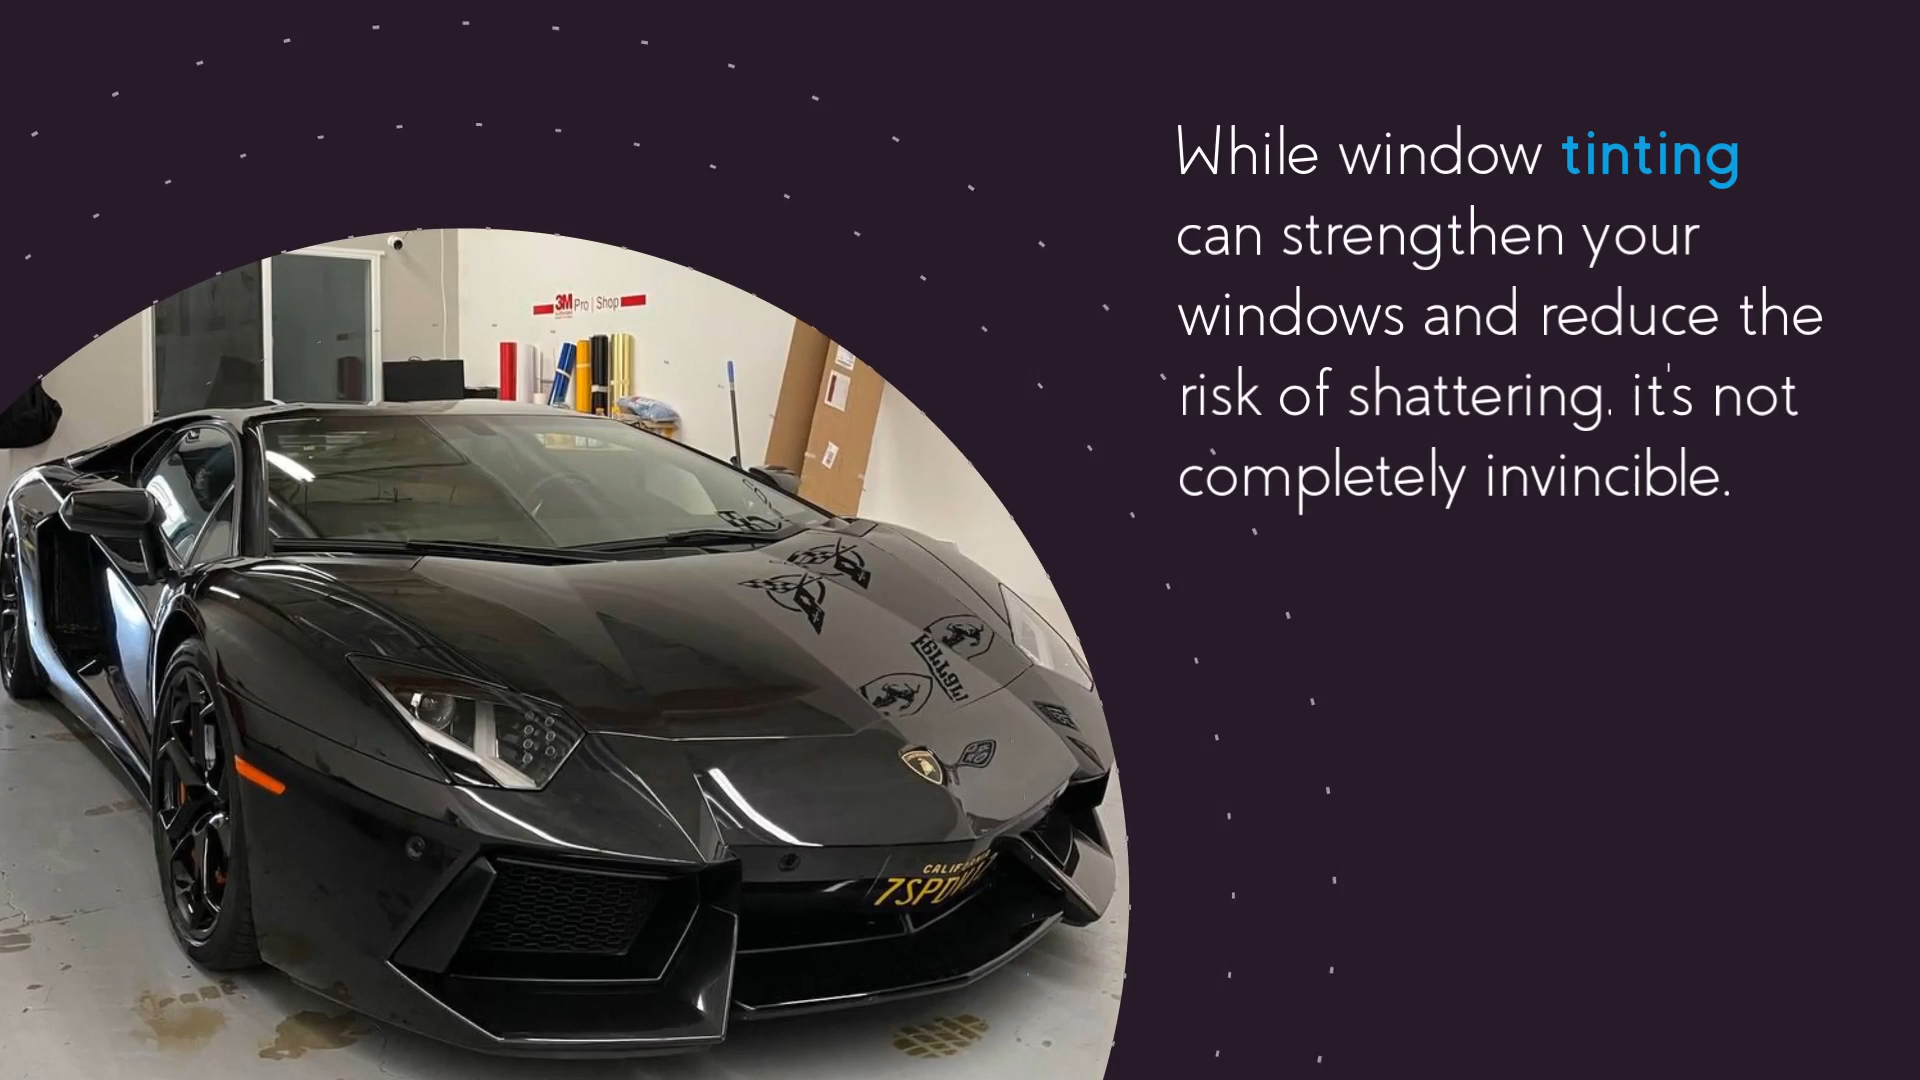 While window tinting
can strengthen your
windows and reduce the
risk of shattering. it's not
completely invincible.
3M Pro | Shop
CALIFORNIA